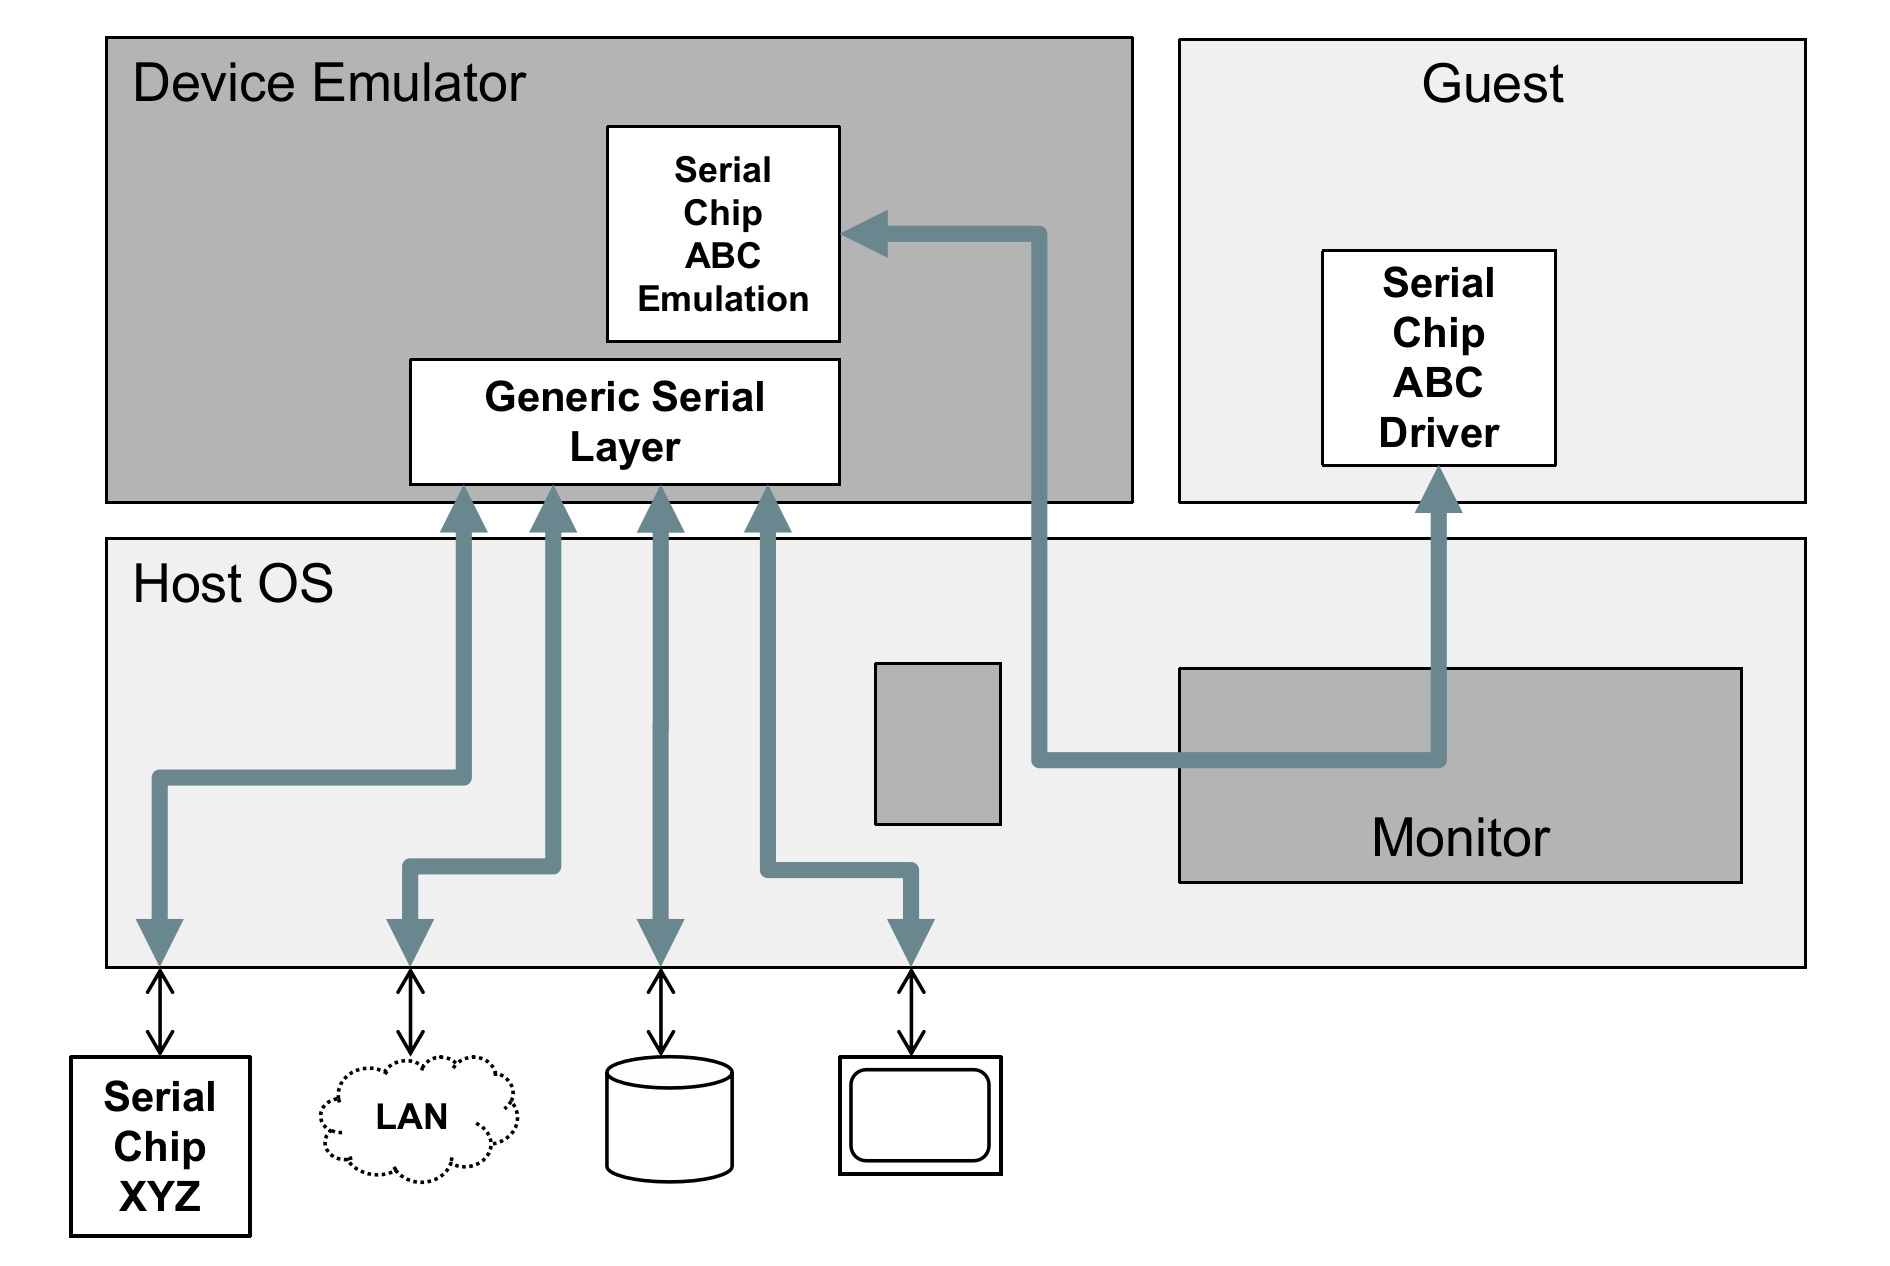 Device Emulator
Serial
Chip
ABC
Emulation
Generic Serial
Layer
Guest
Serial
Chip
ABC
Driver
Host OS
Monitor
Serial
Chip
XYZ
LAN